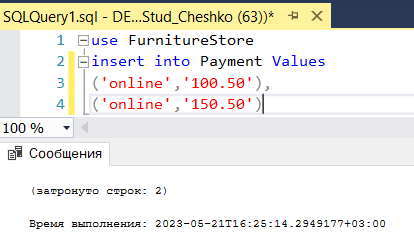 SQLQuery1.sql - DE...Stud_Cheshko (63))*
1 use FurnitureStore
2 insert into Payment Values
3 ('online','100.50'),
4 ('online','150.50')
100 %
Сообщения
(затронуто строк: 2)
Время выполнения: 2023-05-21T16:25:14.2949177+03:00